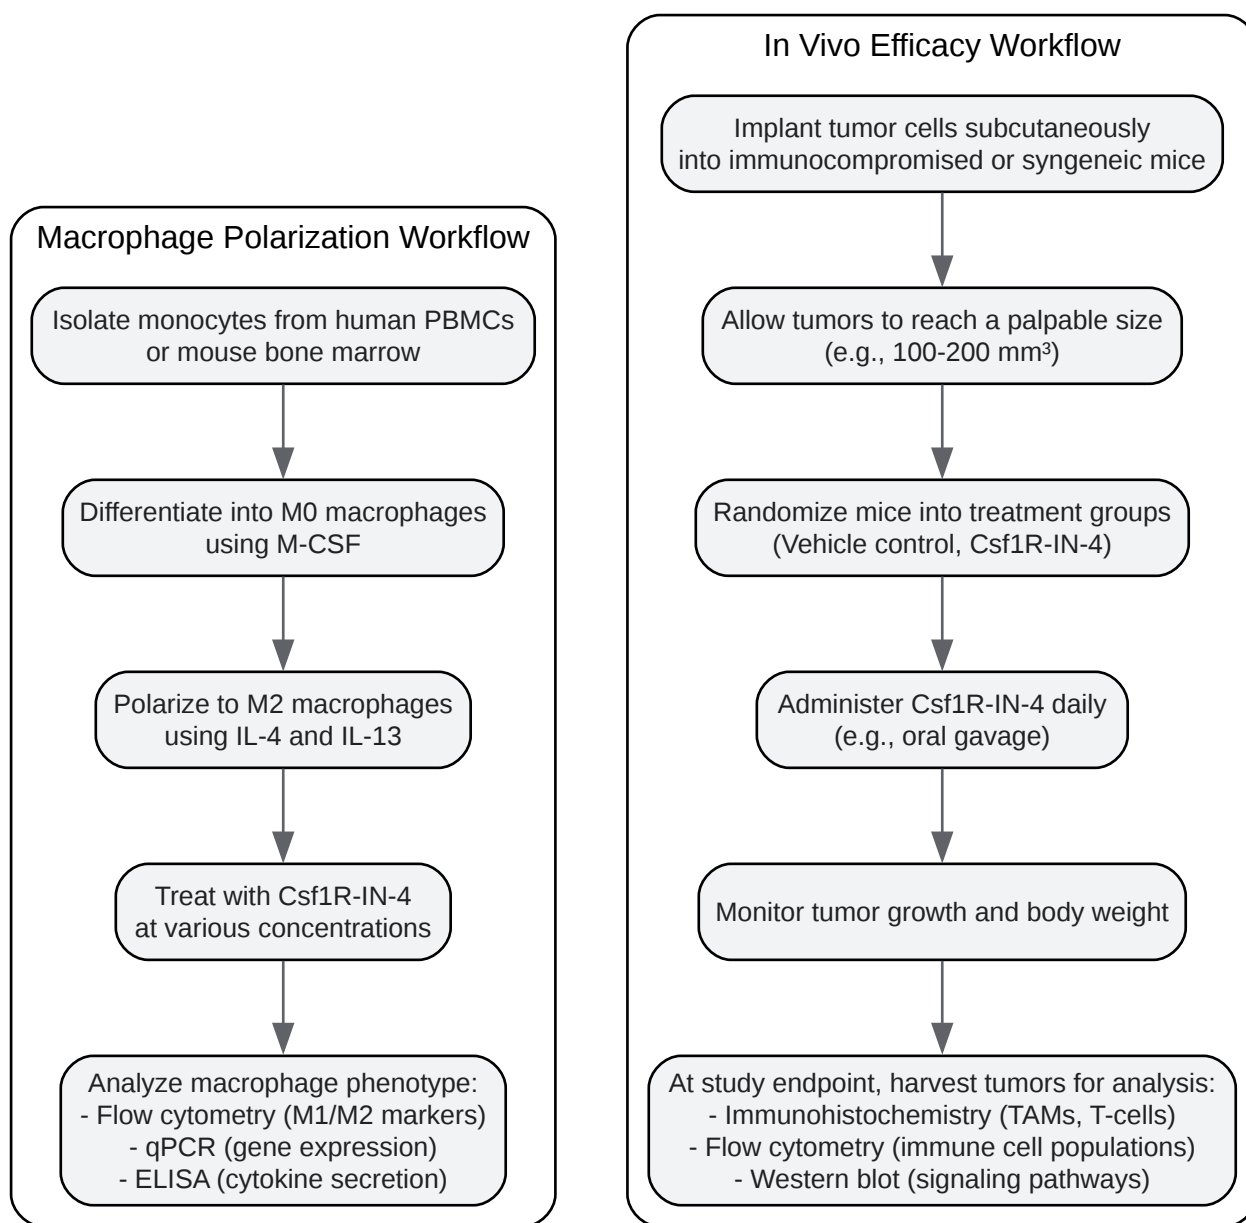 Macrophage Polarization Workflow
Isolate monocytes from human PBMCs
or mouse bone marrow
Differentiate into M0 macrophages
using M-CSF
Polarize to M2 macrophages
using IL-4 and IL-13
Treat with Csf1R-IN-4
at various concentrations
Analyze macrophage phenotype:
- Flow cytometry (M1/M2 markers)
- qPCR (gene expression)
- ELISA (cytokine secretion)
In Vivo Efficacy Workflow
Implant tumor cells subcutaneously
into immunocompromised or syngeneic mice
Allow tumors to reach a palpable size
(e.g., 100-200 mm³)
Randomize mice into treatment groups
(Vehicle control, Csf1R-IN-4)
Administer Csf1R-IN-4 daily
(e.g., oral gavage)
Monitor tumor growth and body weight
At study endpoint, harvest tumors for analysis:
- Immunohistochemistry (TAMs, T-cells)
- Flow cytometry (immune cell populations)
- Western blot (signaling pathways)